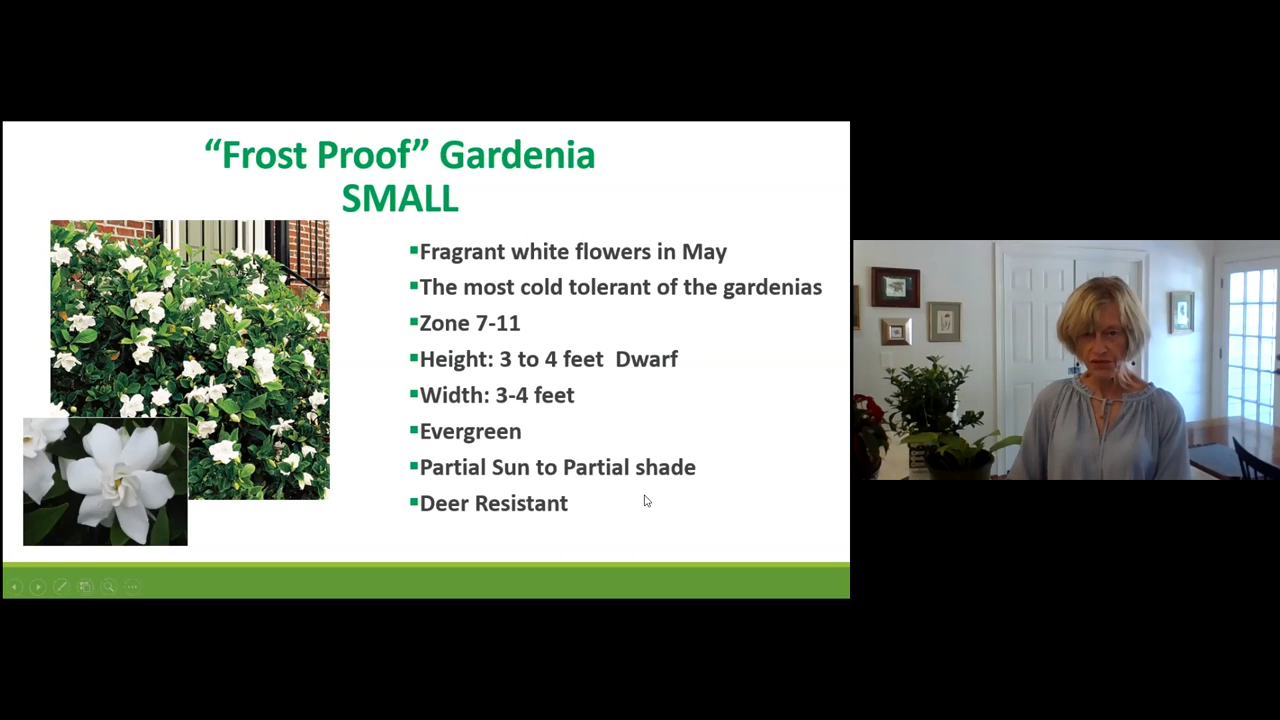 “Frost Proof” Gardenia
SMALL
Fragrant white flowers in May
The most cold tolerant of the gardenias
Zone 7-11
Height: 3 to 4 feet  Dwarf
Width: 3-4 feet
Evergreen
Partial Sun to Partial shade
Deer Resistant